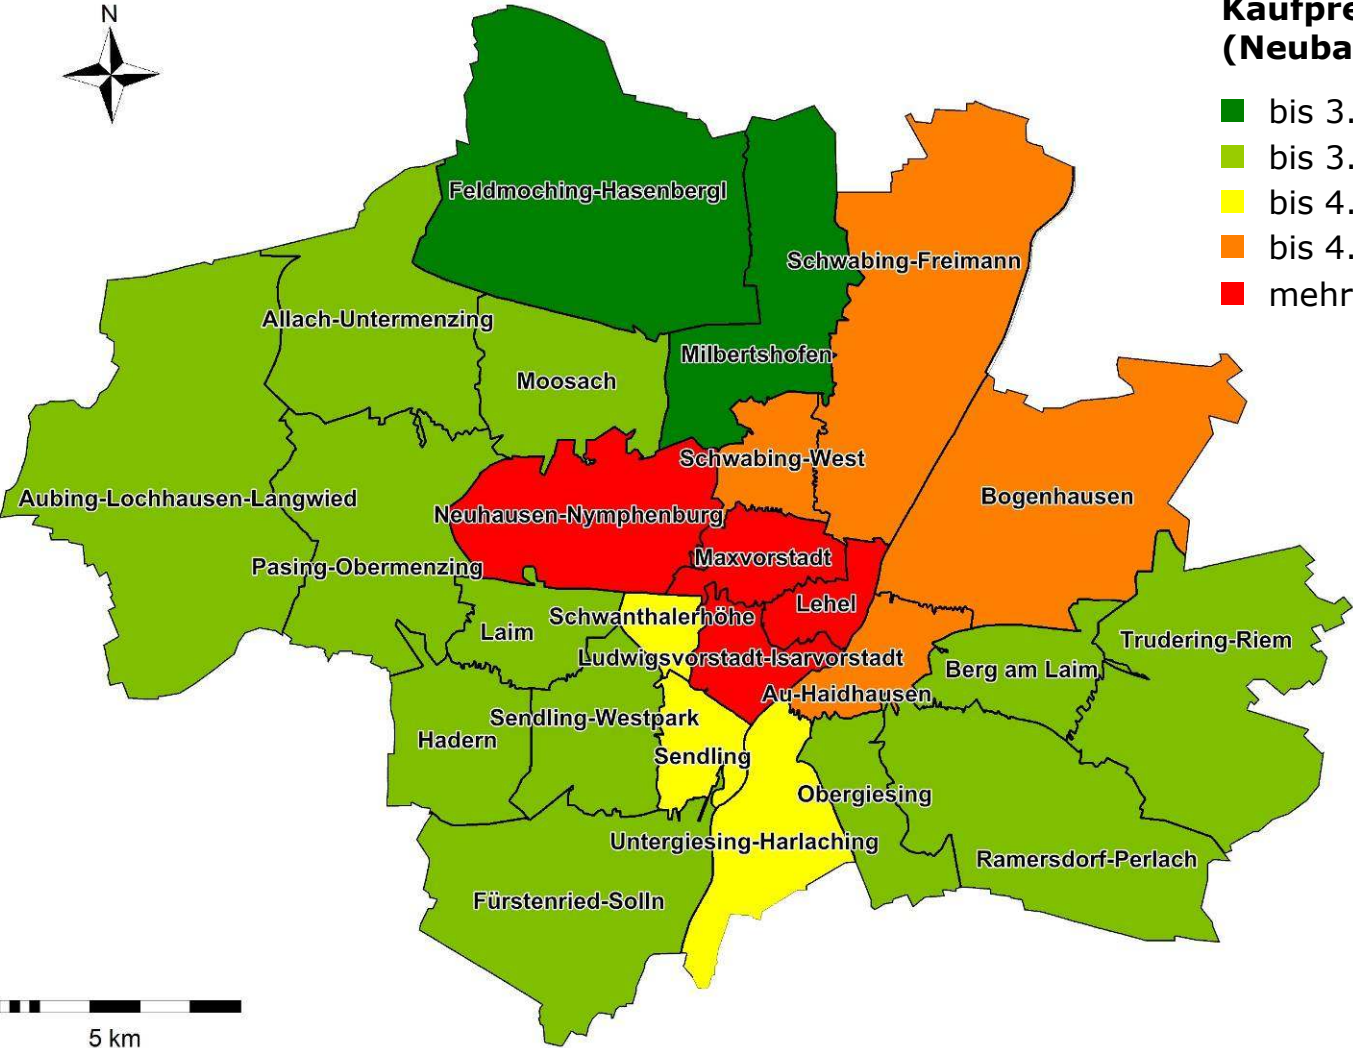 N
Kaufpre
(Neuba
bis 3.
bis 3.
bis 4.
bis 4.
mehr
Feldmoching-Hasenbergl
Schwabing-Freimann
Allach-Untermenzing
Milbertshofen
Moosach
Schwabing-West
Bogenhausen
Aubing-Lochhausen-Langwied
Neuhausen-Nymphenburg
Maxvorstadt
Pasing-Obermenzing
Lehel
Schwanthalerhöhe
Laim
Trudering-Riem
Ludwigsvorstadt-Isarvorstadt
Berg am Laim
Au-Haidhausen
Sendling-Westpark
Hadern
Sendling
Obergiesing
Untergiesing-Harlaching
Ramersdorf-Perlach
Fürstenried-Solln
5 km